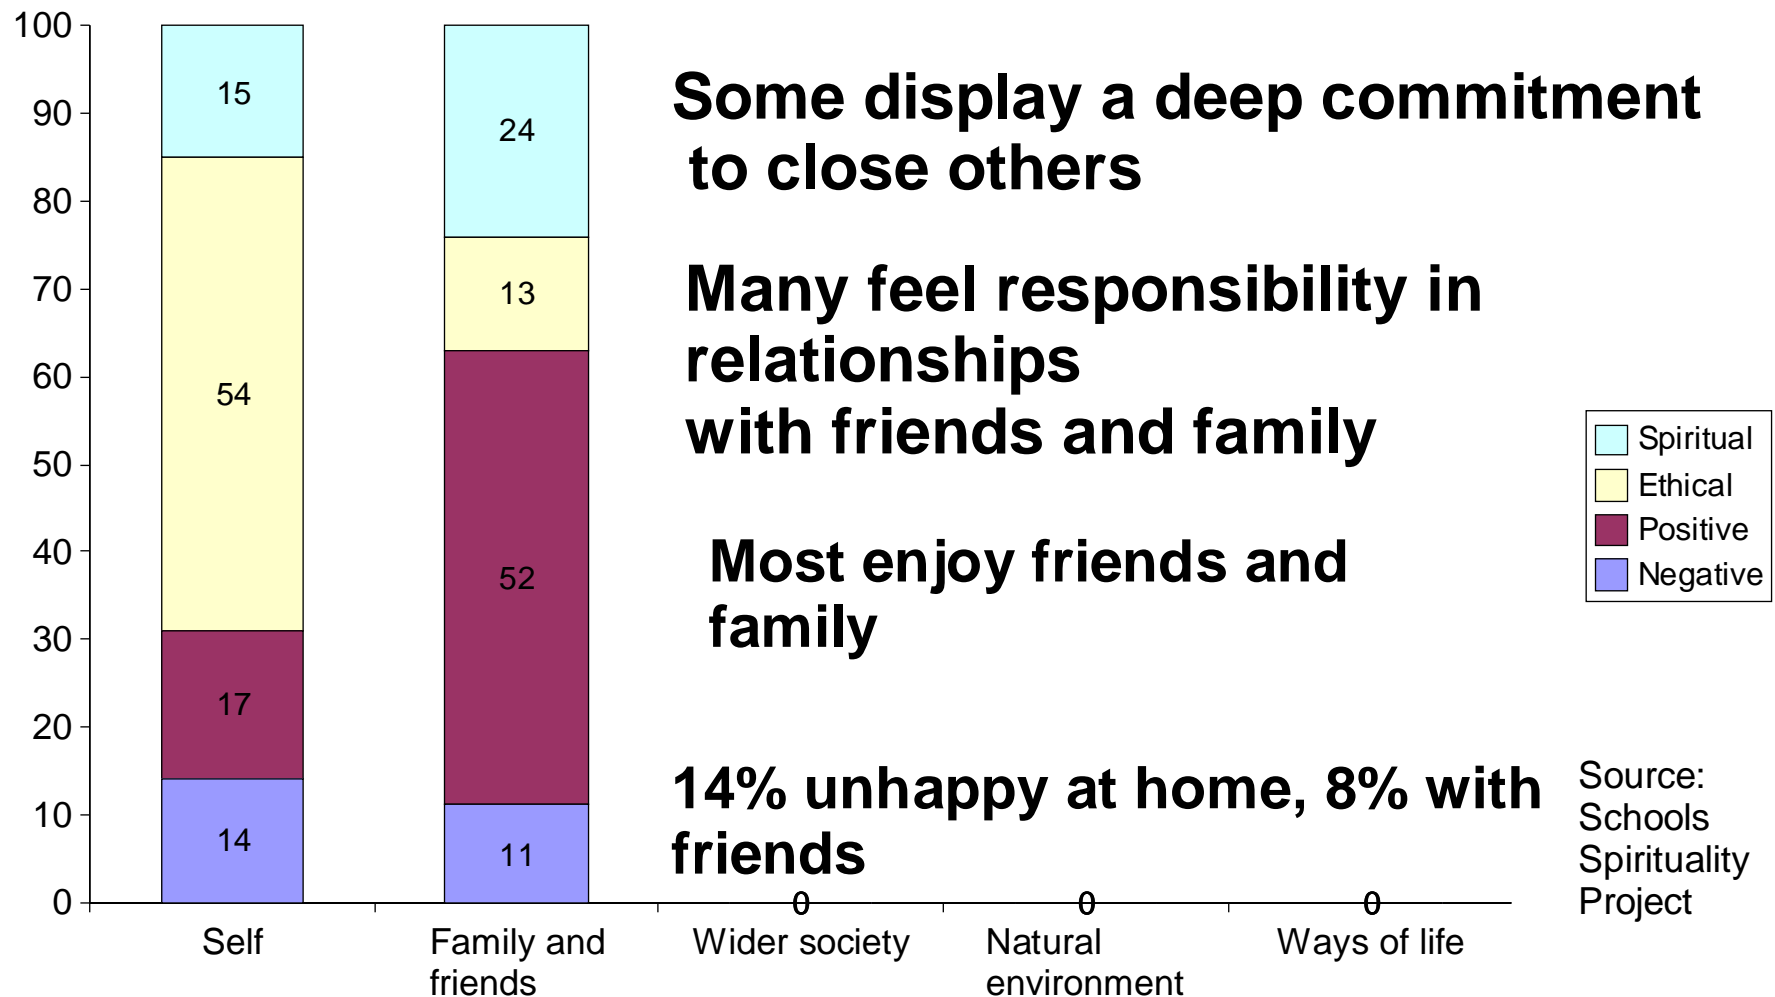 100
90
80
70
60
50
40
30
20
10
0
15
54
17
14
24
13
52
11
0
0
0
Self
Family and
friends
Wider society
Natural
environment
Ways of life
Some display a deep commitment
to close others
Many feel responsibility in
relationships
with friends and family
Most enjoy friends and
family
14% unhappy at home, 8% with
friends
Spiritual
Ethical
Positive
Negative
Source:
Schools
Spirituality
Project